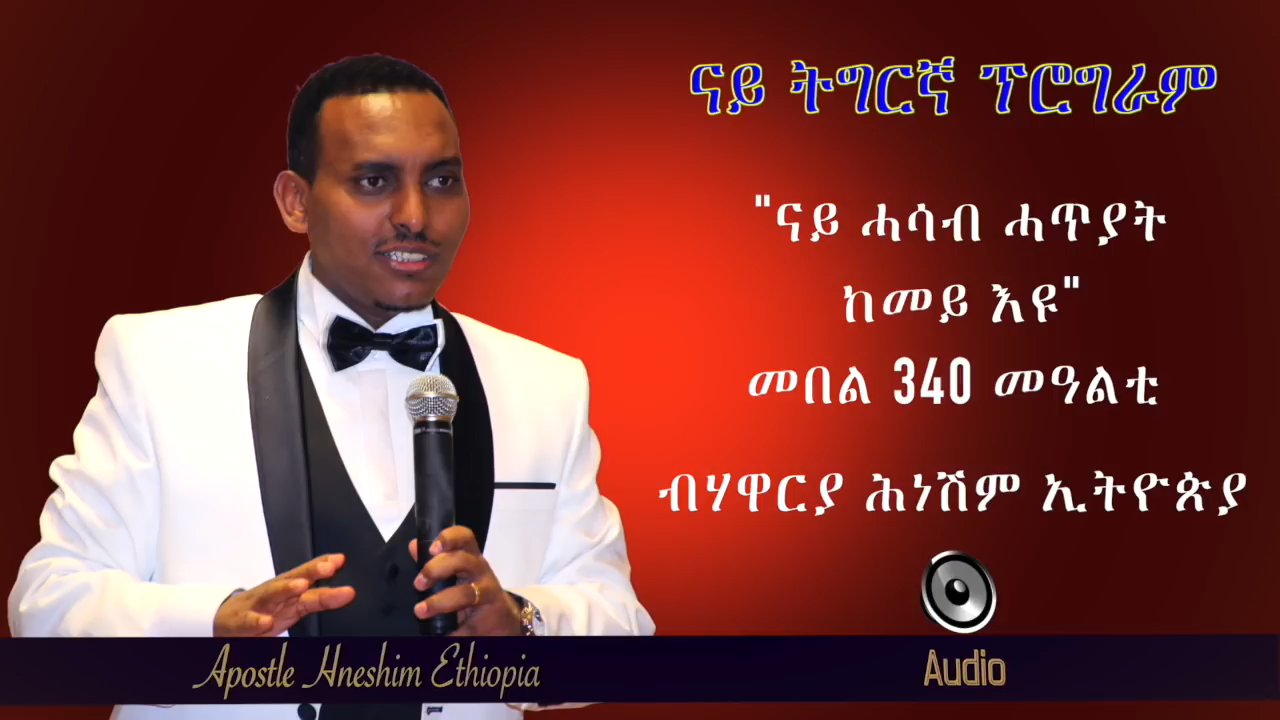 ናይ ትግርኛ ፕሮግራም
"ናይ ሓሳብ ሓጥያት
ከመይ እዩ"
መበል 340 መዓልቲ
ብሃዋርያ ሕነሽም ኢትዮጵያ
Apostle Hneshim Ethiopia
Audio